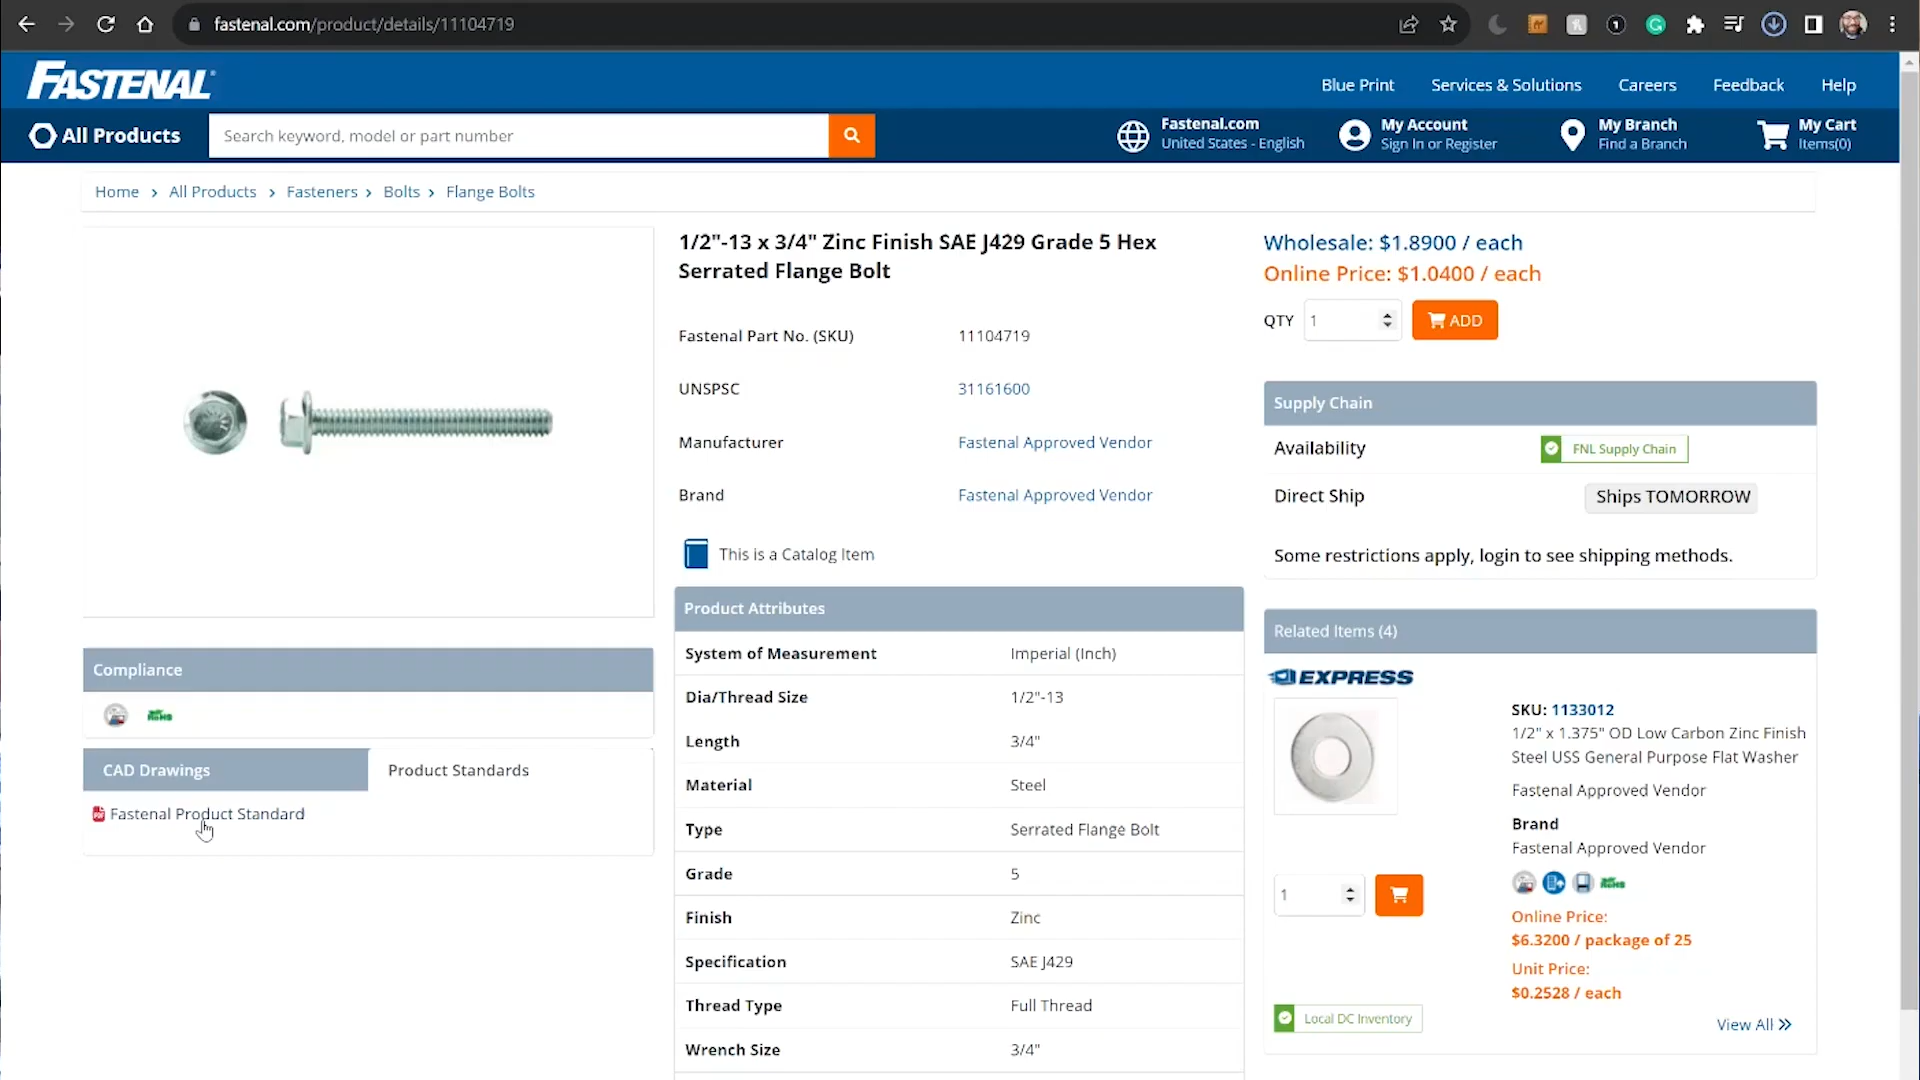 fastenal.com/product/details/11104719
FASTENAL
Blue Print
Services & Solutions
Careers
Feedback
Help
All Products
Search keyword, model or part number
Fastenal.com
United States - English
My Account
Sign In or Register
My Branch
Find a Branch
My Cart
Items(0)
Home > All Products > Fasteners > Bolts > Flange Bolts
1/2"-13 x 3/4" Zinc Finish SAE J429 Grade 5 Hex
Serrated Flange Bolt
Fastenal Part No. (SKU) 11104719
UNSPSC 31161600
Manufacturer Fastenal Approved Vendor
Brand Fastenal Approved Vendor
This is a Catalog Item
Product Attributes
System of Measurement Imperial (Inch)
Dia/Thread Size 1/2"-13
Length 3/4"
Material Steel
Type Serrated Flange Bolt
Grade 5
Finish Zinc
Specification SAE J429
Thread Type Full Thread
Wrench Size 3/4"
Compliance
RoHS
CAD Drawings
Product Standards
Fastenal Product Standard
Wholesale: $1.8900 / each
Online Price: $1.0400 / each
QTY 1 ADD
Supply Chain
Availability FNL Supply Chain
Direct Ship Ships TOMORROW
Some restrictions apply, login to see shipping methods.
Related Items (4)
EXPRESS
SKU: 1133012
1/2" x 1.375" OD Low Carbon Zinc Finish
Steel USS General Purpose Flat Washer
Fastenal Approved Vendor
Brand
Fastenal Approved Vendor
RoHS
1
Online Price:
$6.3200 / package of 25
Unit Price:
$0.2528 / each
Local DC Inventory
View All